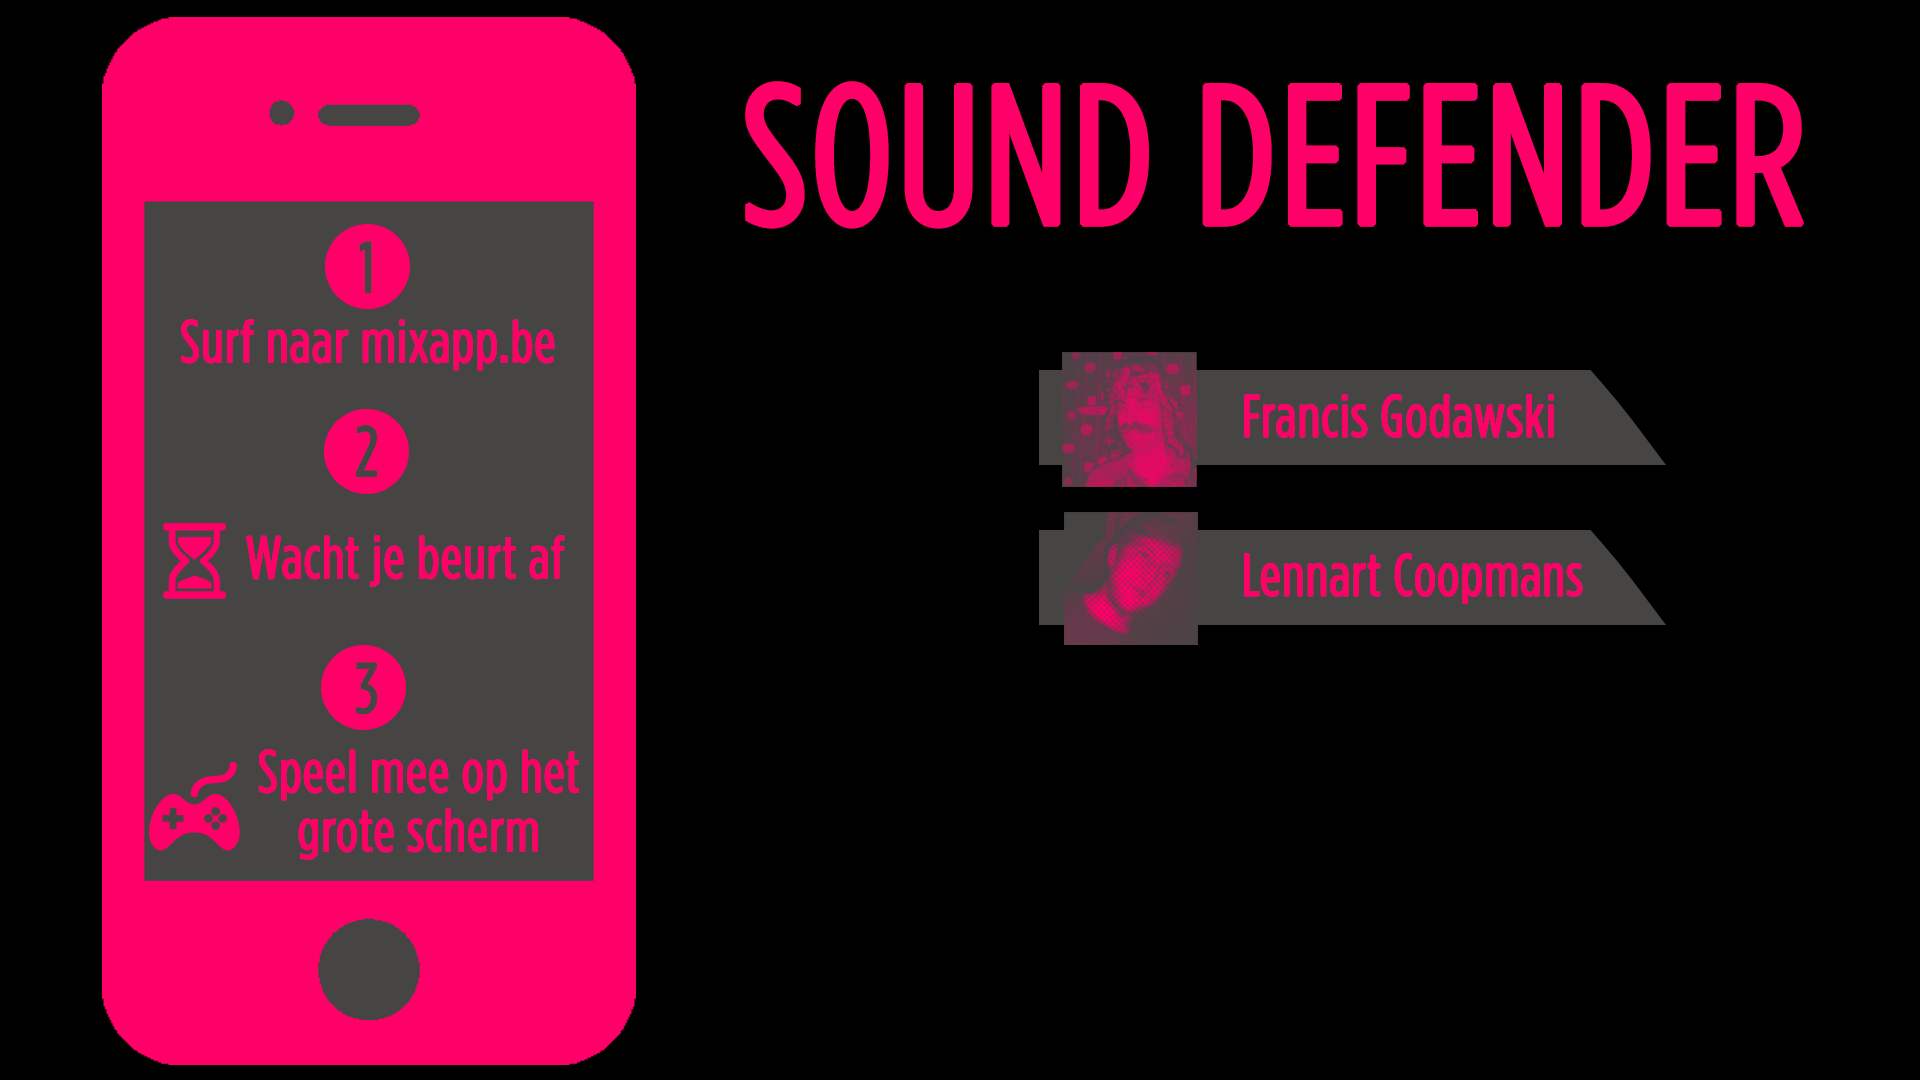 1
Surf naar mixapp.be
2
Wacht je beurt af
3
Speel mee op het
grote scherm
SOUND DEFENDER
Francis Godawski
Lennart Coopmans